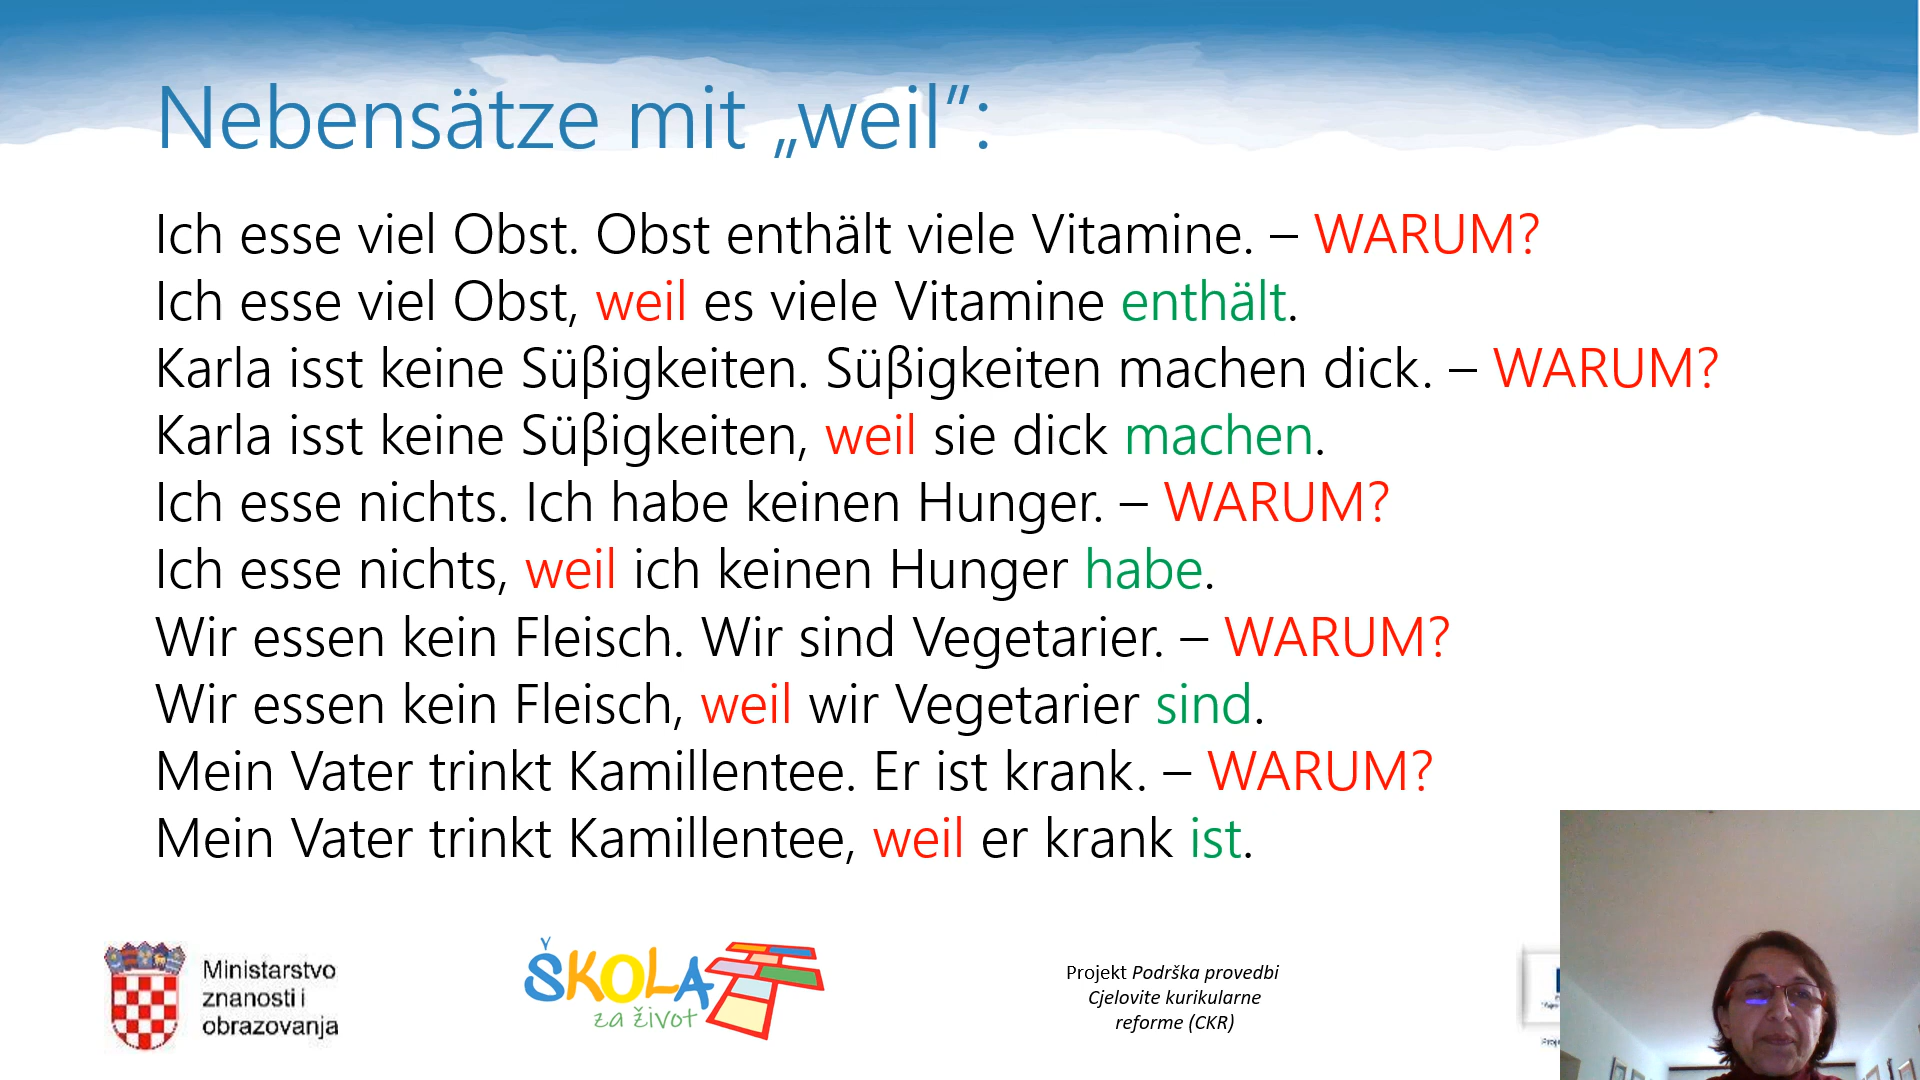 Nebensätze mit „weil”:
Ich esse viel Obst. Obst enthält viele Vitamine. – WARUM?
Ich esse viel Obst, weil es viele Vitamine enthält.
Karla isst keine Süβigkeiten. Süβigkeiten machen dick. – WARUM?
Karla isst keine Süβigkeiten, weil sie dick machen.
Ich esse nichts. Ich habe keinen Hunger. – WARUM?
Ich esse nichts, weil ich keinen Hunger habe.
Wir essen kein Fleisch. Wir sind Vegetarier. – WARUM?
Wir essen kein Fleisch, weil wir Vegetarier sind.
Mein Vater trinkt Kamillentee. Er ist krank. – WARUM?
Mein Vater trinkt Kamillentee, weil er krank ist.
Ministarstvo
znanosti i
obrazovanja
ŠKOLA
za život
Projekt Podrška provedbi
Cjelovite kurikularne
reforme (CKR)